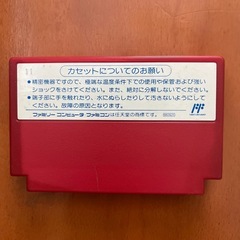 カセットについてのお願い
●精密機器ですので、極端な温度条件下での使用や保管および強い
ショックをさけてください。また、絶対に分解しないでください。
●端子部に手を触れたり、水にぬらしたりして汚さないようにして
ください。故障の原因となります。
ファミリーコンピュータ ファミコンは任天堂の商標です。